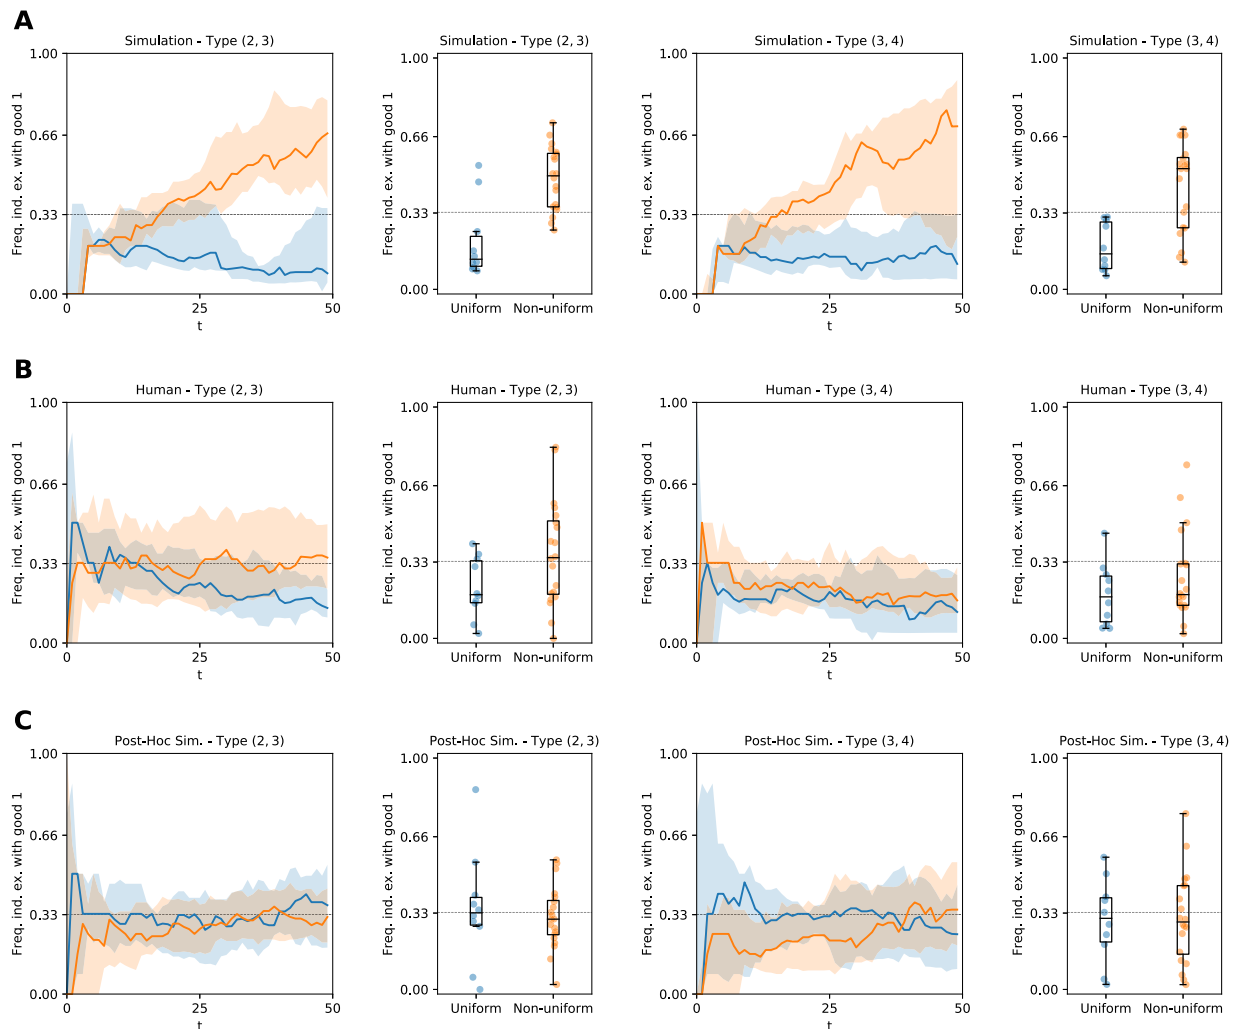 A
Simulation - Type (2, 3)
Freq. ind. ex. with good 1
1.00
0.66
0.33
0.00
0
25
50
t
Simulation - Type (2, 3)
Freq. ind. ex. with good 1
1.00
0.66
0.33
0.00
Uniform
Non-uniform
Simulation - Type (3, 4)
Freq. ind. ex. with good 1
1.00
0.66
0.33
0.00
0
25
50
t
Simulation - Type (3, 4)
Freq. ind. ex. with good 1
1.00
0.66
0.33
0.00
Uniform
Non-uniform
B
Human - Type (2, 3)
Freq. ind. ex. with good 1
1.00
0.66
0.33
0.00
0
25
50
t
Human - Type (2, 3)
Freq. ind. ex. with good 1
1.00
0.66
0.33
0.00
Uniform
Non-uniform
Human - Type (3, 4)
Freq. ind. ex. with good 1
1.00
0.66
0.33
0.00
0
25
50
t
Human - Type (3, 4)
Freq. ind. ex. with good 1
1.00
0.66
0.33
0.00
Uniform
Non-uniform
C
Post-Hoc Sim. - Type (2, 3)
Freq. ind. ex. with good 1
1.00
0.66
0.33
0.00
0
25
50
t
Post-Hoc Sim. - Type (2, 3)
Freq. ind. ex. with good 1
1.00
0.66
0.33
0.00
Uniform
Non-uniform
Post-Hoc Sim. - Type (3, 4)
Freq. ind. ex. with good 1
1.00
0.66
0.33
0.00
0
25
50
t
Post-Hoc Sim. - Type (3, 4)
Freq. ind. ex. with good 1
1.00
0.66
0.33
0.00
Uniform
Non-uniform